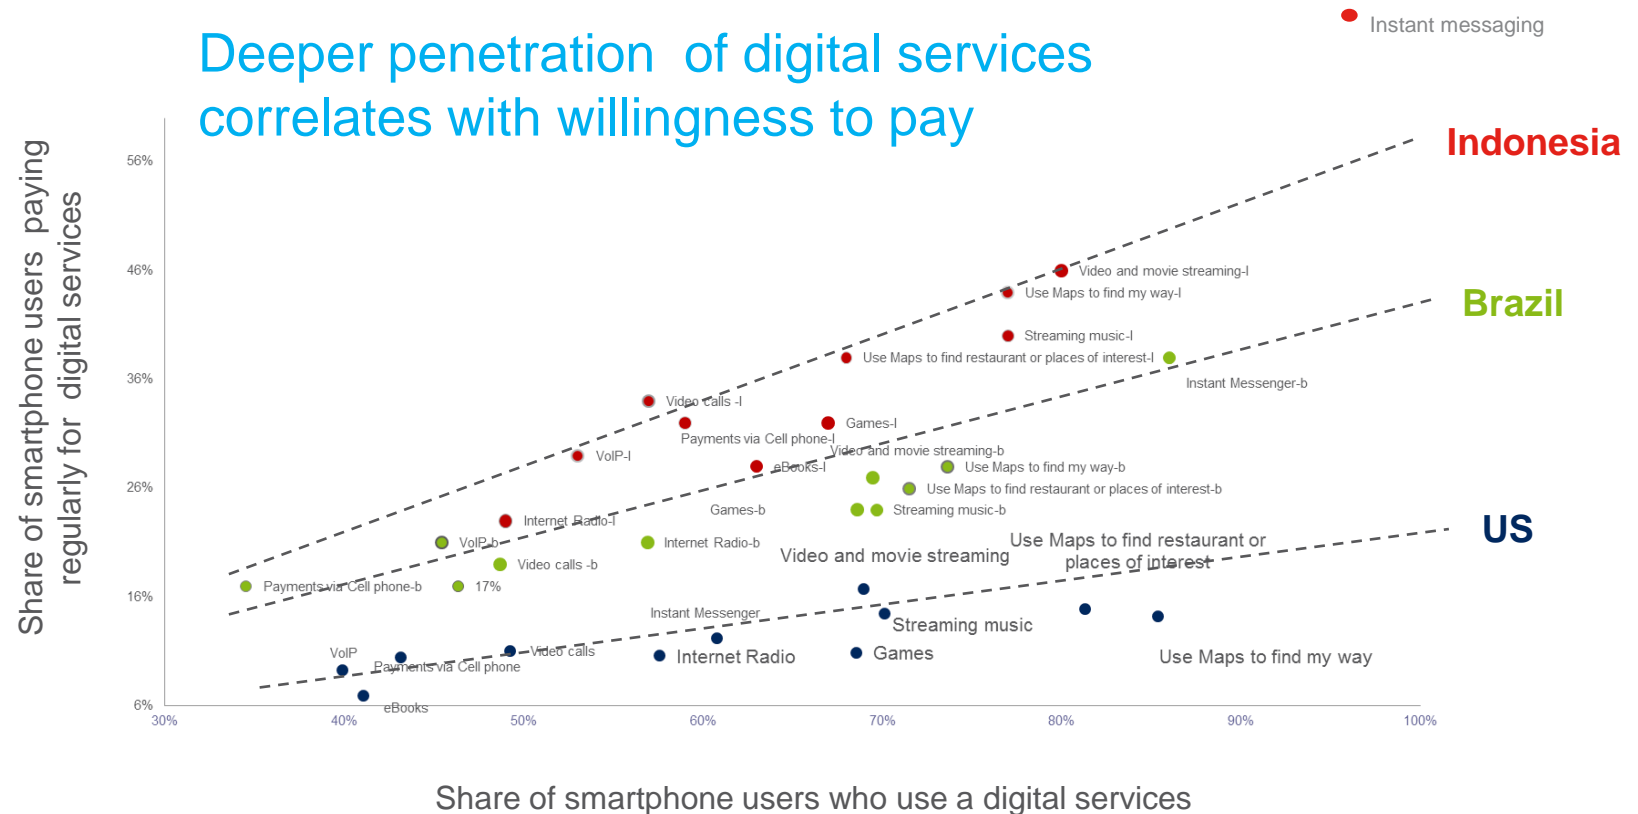 Instant messaging
Deeper penetration  of digital services
correlates with willingness to pay
Share of smartphone users  paying
regularly for  digital services
56%
46%
36%
26%
16%
6%
Indonesia
Brazil
US
Video and movie streaming-I
Use Maps to find my way-I
Streaming music-I
Use Maps to find restaurant or places of interest-I
Instant Messenger-b
Video calls -I
Games-I
Payments via Cell phone-I
Video and movie streaming-b
VoIP-I
eBooks-I
Use Maps to find my way-b
Use Maps to find restaurant or places of interest-b
Games-b
Streaming music-b
Internet Radio-I
VoIP-b
Internet Radio-b
Use Maps to find restaurant or
places of interest
Video and movie streaming
Video calls -b
Payments via Cell phone-b
17%
Instant Messenger
Streaming music
VoIP
Payments via Cell phone
Video calls
Internet Radio
Games
Use Maps to find my way
eBooks
30%
40%
50%
60%
70%
80%
90%
100%
Share of smartphone users who use a digital services